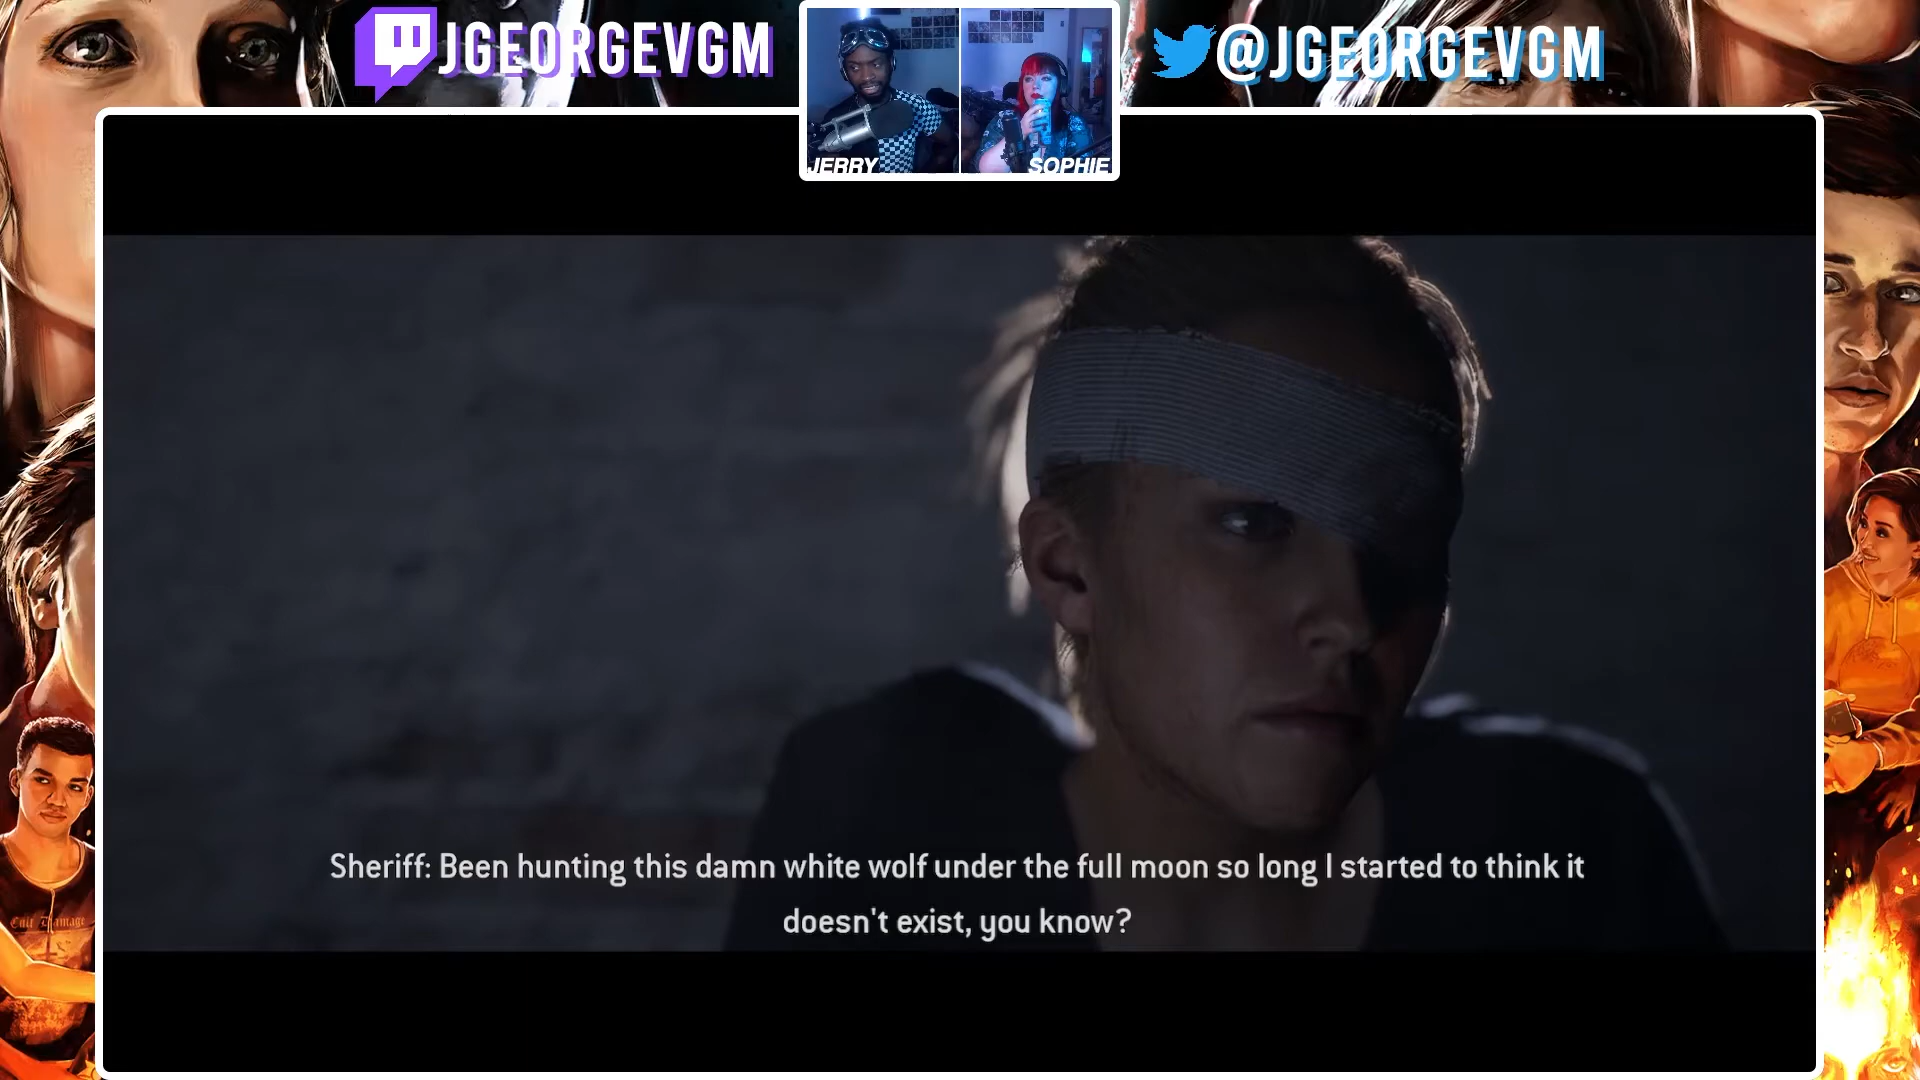 JGEORGEVGM
@JGEORGEVGM
JERRY
SOPHIE
Sheriff: Been hunting this damn white wolf under the full moon so long I started to think it
doesn't exist, you know?